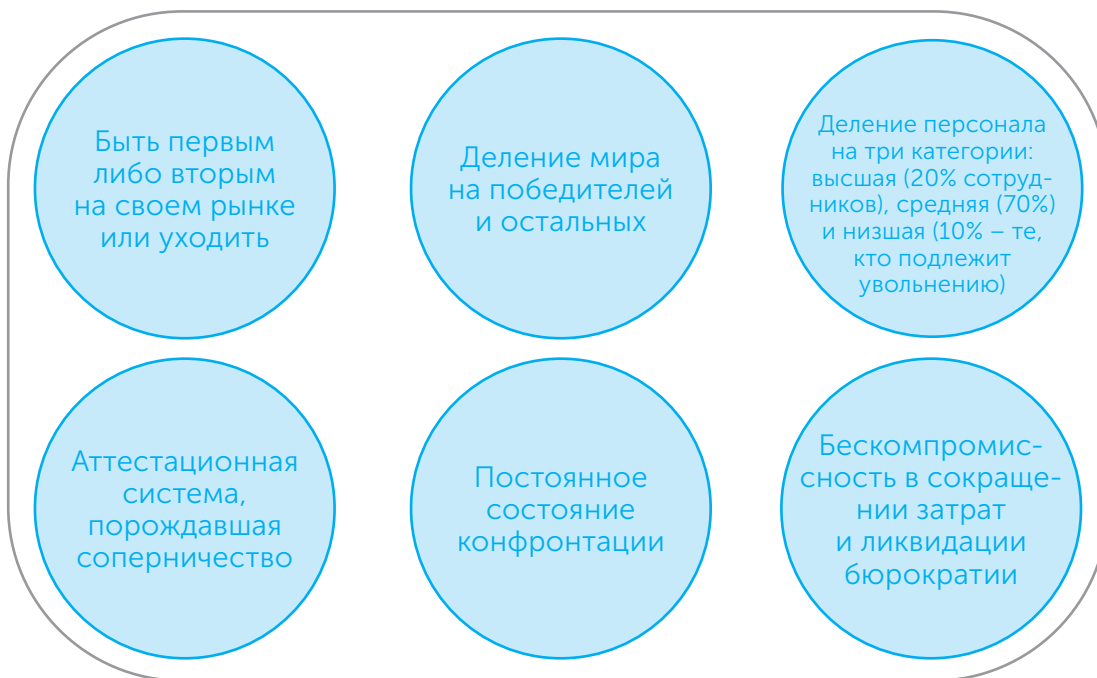 Быть первым
либо вторым
на своем рынке
или уходить
Деление мира
на победителей
и остальных
Деление персонала
на три категории:
высшая (20% сотруд-
ников), средняя (70%)
и низшая (10% – те,
кто подлежит
увольнению)
Аттестационная
система,
порождавшая
соперничество
Постоянное
состояние
конфронтации
Бескомпромис-
сность в сокраще-
нии затрат
и ликвидации
бюрократии